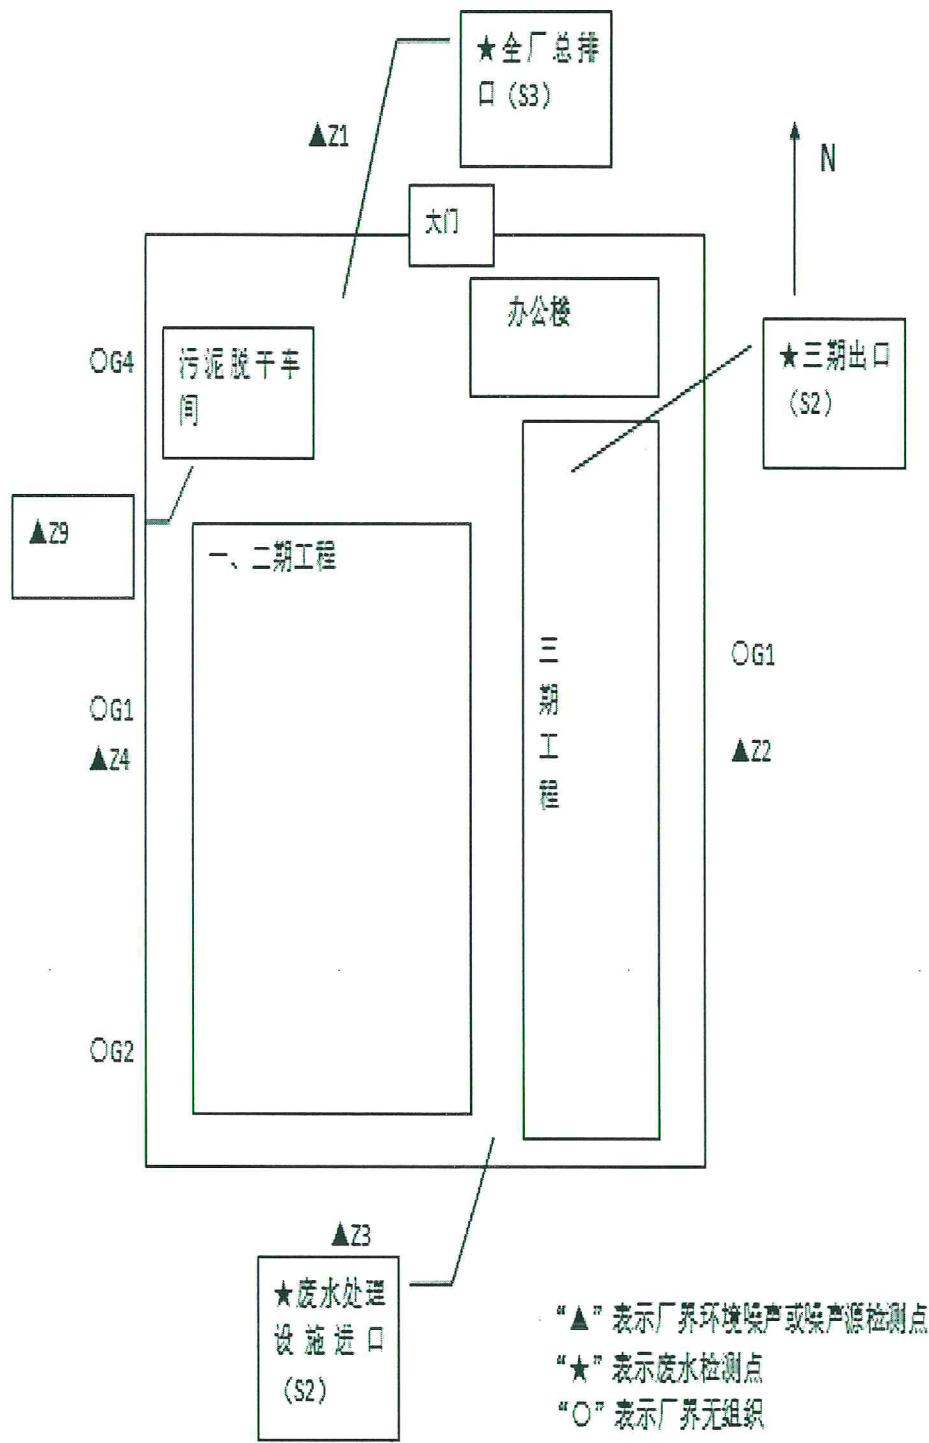 ★全厂总排
口（S3）
▲Z1
N
大门
办公楼
★三期出口
（S2）
○G4
污泥脱干车
间
▲Z9
一、二期工程
三
期
工
程
○G1
○G1
▲Z4
▲Z2
○G2
▲Z3
★废水处理
设施进口
（S2）
“▲”表示厂界环境噪声或噪声源检测点
“★”表示废水检测点
“○”表示厂界无组织